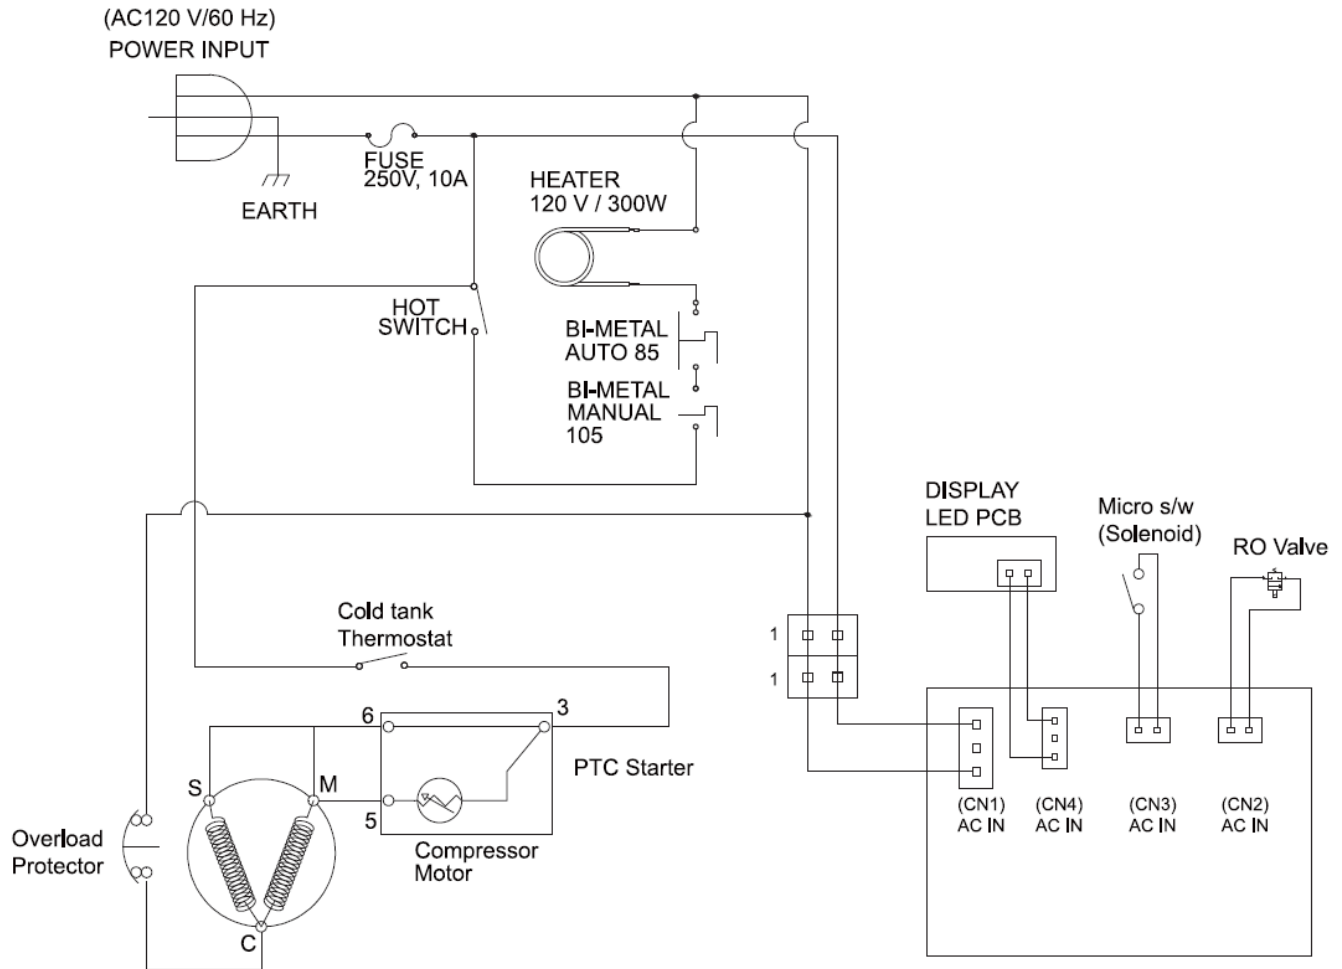 (AC120 V/60 Hz)
POWER INPUT
FUSE
250V, 10A
EARTH
HEATER
120 V / 300W
HOT
SWITCH
BI-METAL
AUTO 85
BI-METAL
MANUAL
105
DISPLAY
LED PCB
Micro s/w
(Solenoid)
RO Valve
Cold tank
Thermostat
1
1
6
3
PTC Starter
S
M
5
Compressor
Motor
Overload
Protector
C
(CN1)
AC IN
(CN4)
AC IN
(CN3)
AC IN
(CN2)
AC IN